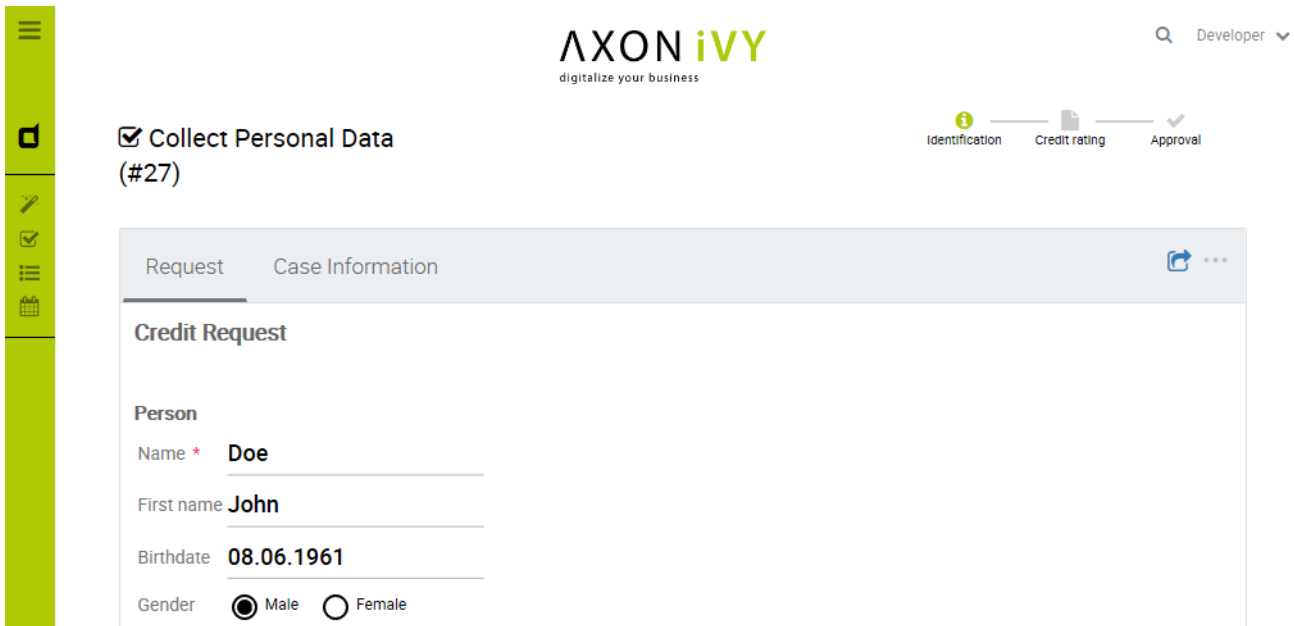 AXON iVY
digitalize your business
Developer
Collect Personal Data
(#27)
Identification Credit rating Approval
Request Case Information
Credit Request
Person
Name * Doe
First name John
Birthdate 08.06.1961
Gender Male Female